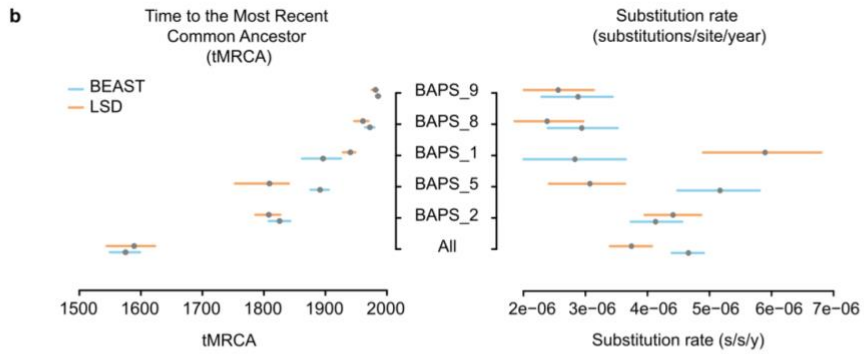 b
Time to the Most Recent
Common Ancestor
(tMRCA)
Substitution rate
(substitutions/site/year)
BEAST
LSD
BAPS_9
BAPS_8
BAPS_1
BAPS_5
BAPS_2
All
1500 1600 1700 1800 1900 2000
2e−06 3e−06 4e−06 5e−06 6e−06 7e−06
tMRCA
Substitution rate (s/s/y)